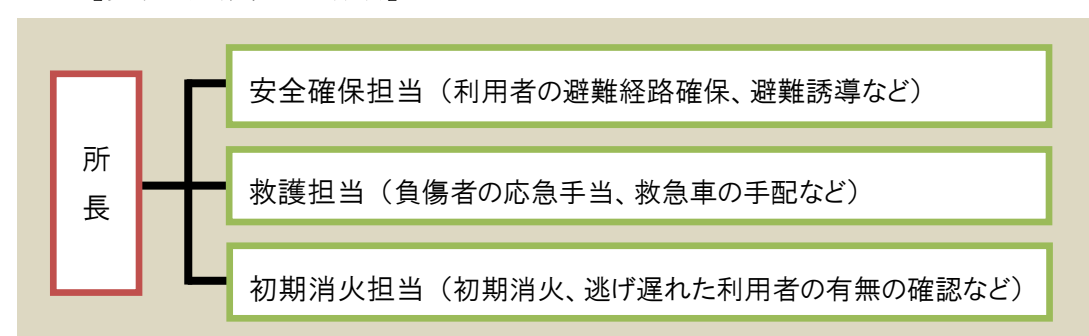 所長
安全確保担当（利用者の避難経路確保、避難誘導など）
救護担当（負傷者の応急手当、救急車の手配など）
初期消火担当（初期消火、逃げ遅れた利用者の有無の確認など）